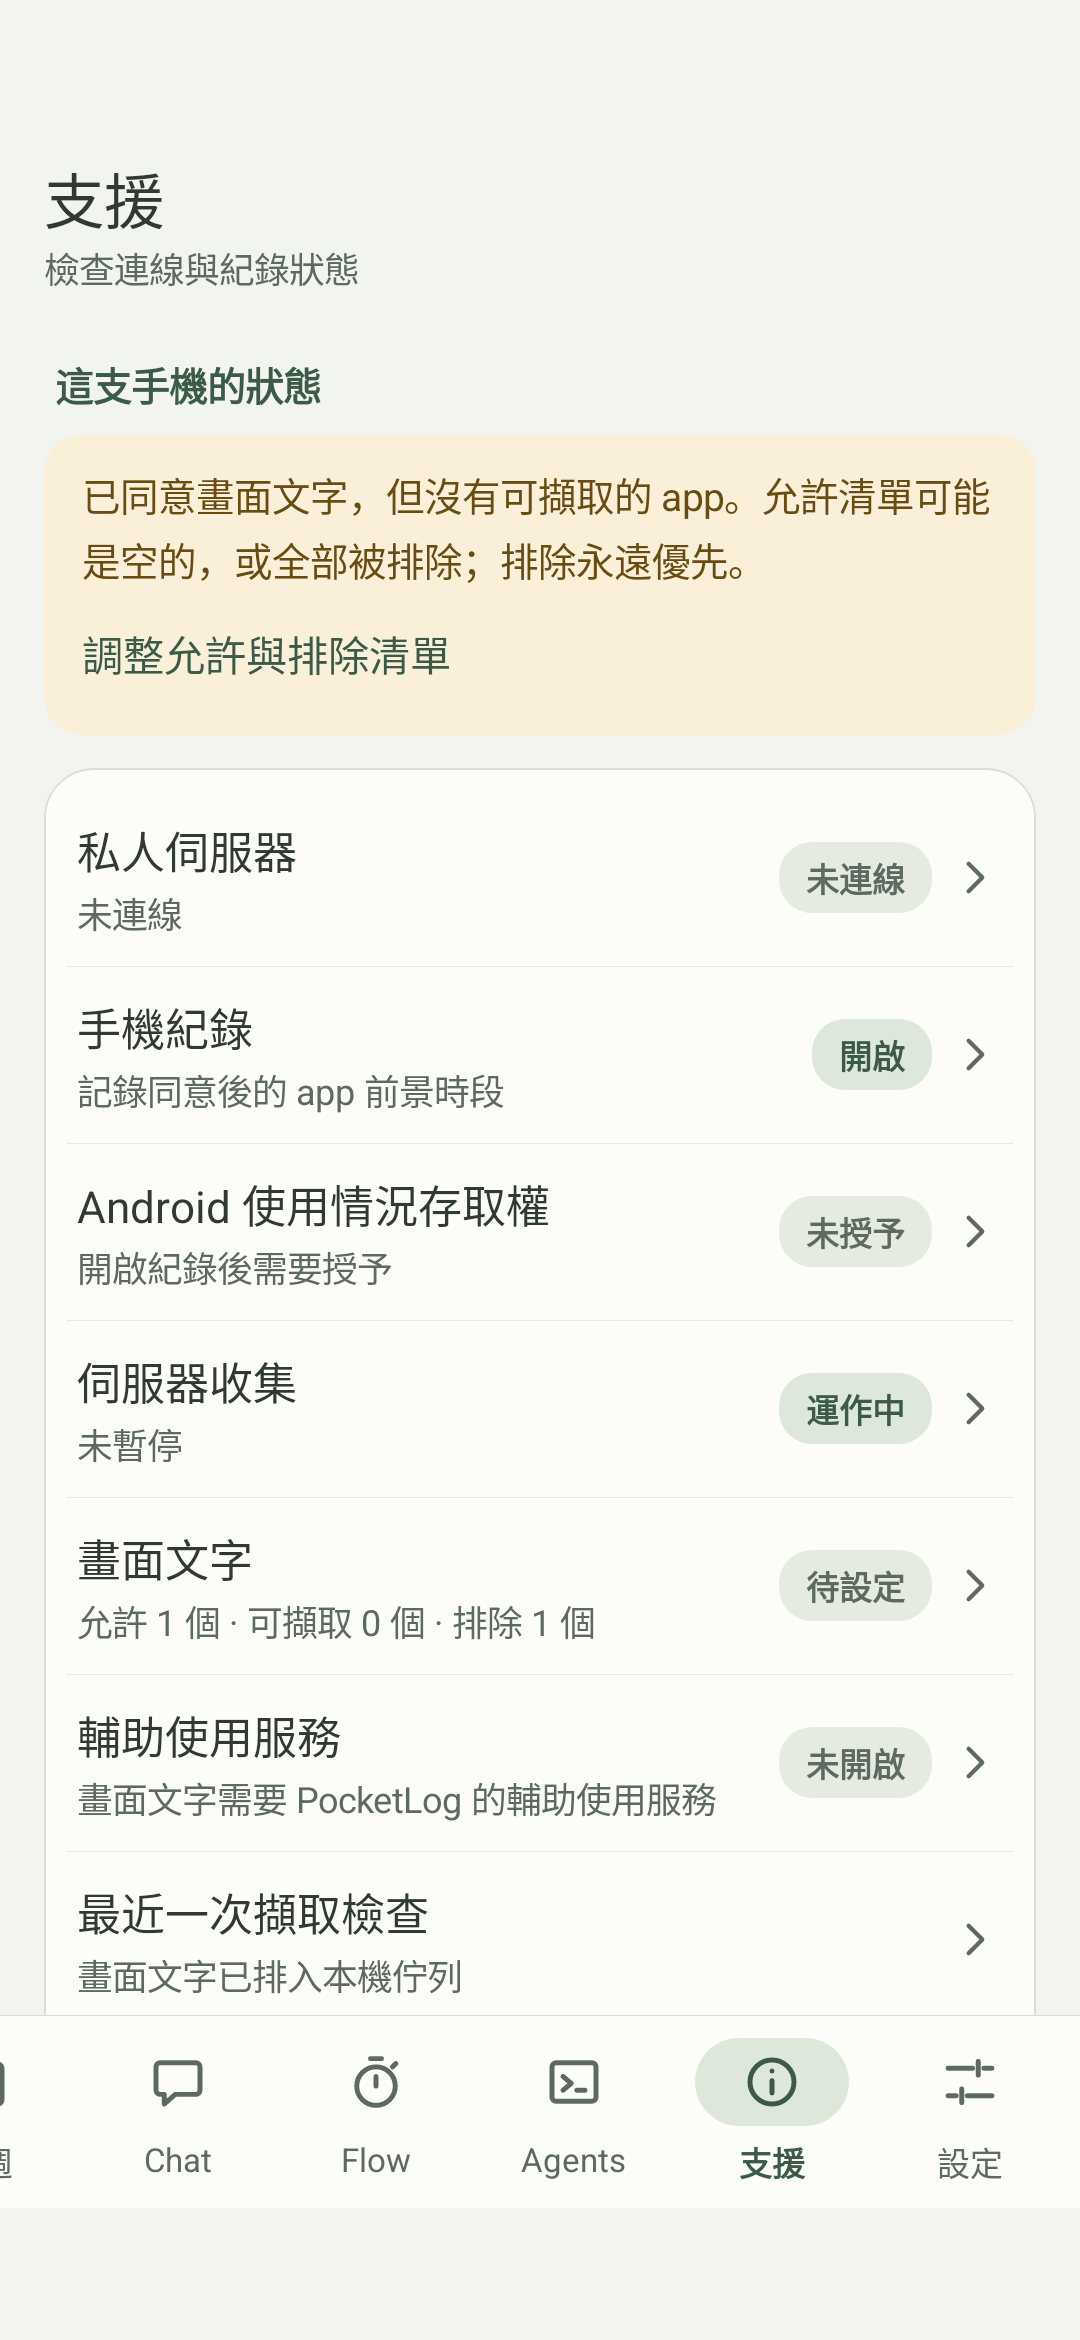 支援
檢查連線與紀錄狀態
這支手機的狀態
已同意畫面文字，但沒有可擷取的 app。允許清單可能
是空的，或全部被排除；排除永遠優先。
調整允許與排除清單
私人伺服器
未連線
未連線
手機紀錄
記錄同意後的 app 前景時段
開啟
Android 使用情況存取權
開啟紀錄後需要授予
未授予
伺服器收集
未暫停
運作中
畫面文字
允許 1 個 · 可擷取 0 個 · 排除 1 個
待設定
輔助使用服務
畫面文字需要 PocketLog 的輔助使用服務
未開啟
最近一次擷取檢查
畫面文字已排入本機佇列
Chat
Flow
Agents
支援
設定